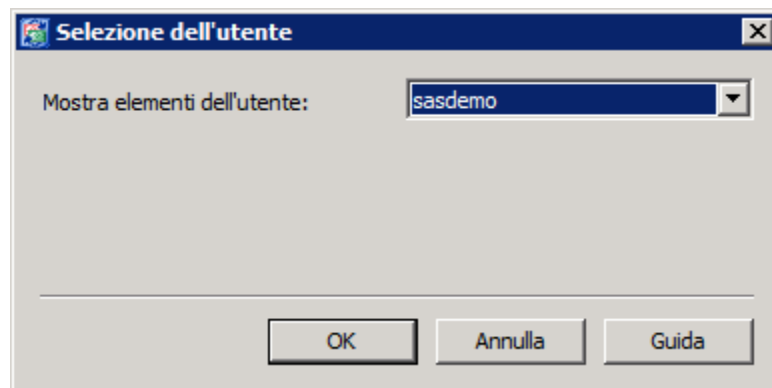 Selezione dell'utente
Mostra elementi dell'utente: sasdemo
OK Annulla Guida